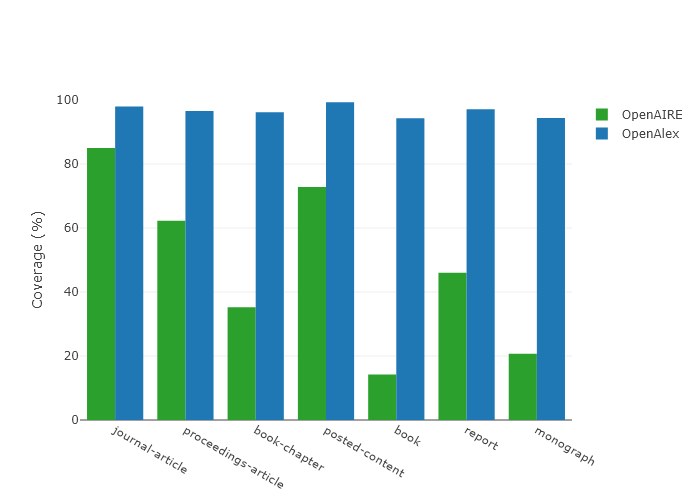 100
80
60
40
20
0
Coverage (%)
journal-article
proceedings-article
book-chapter
posted-content
book
report
monograph
OpenAIRE
OpenAlex